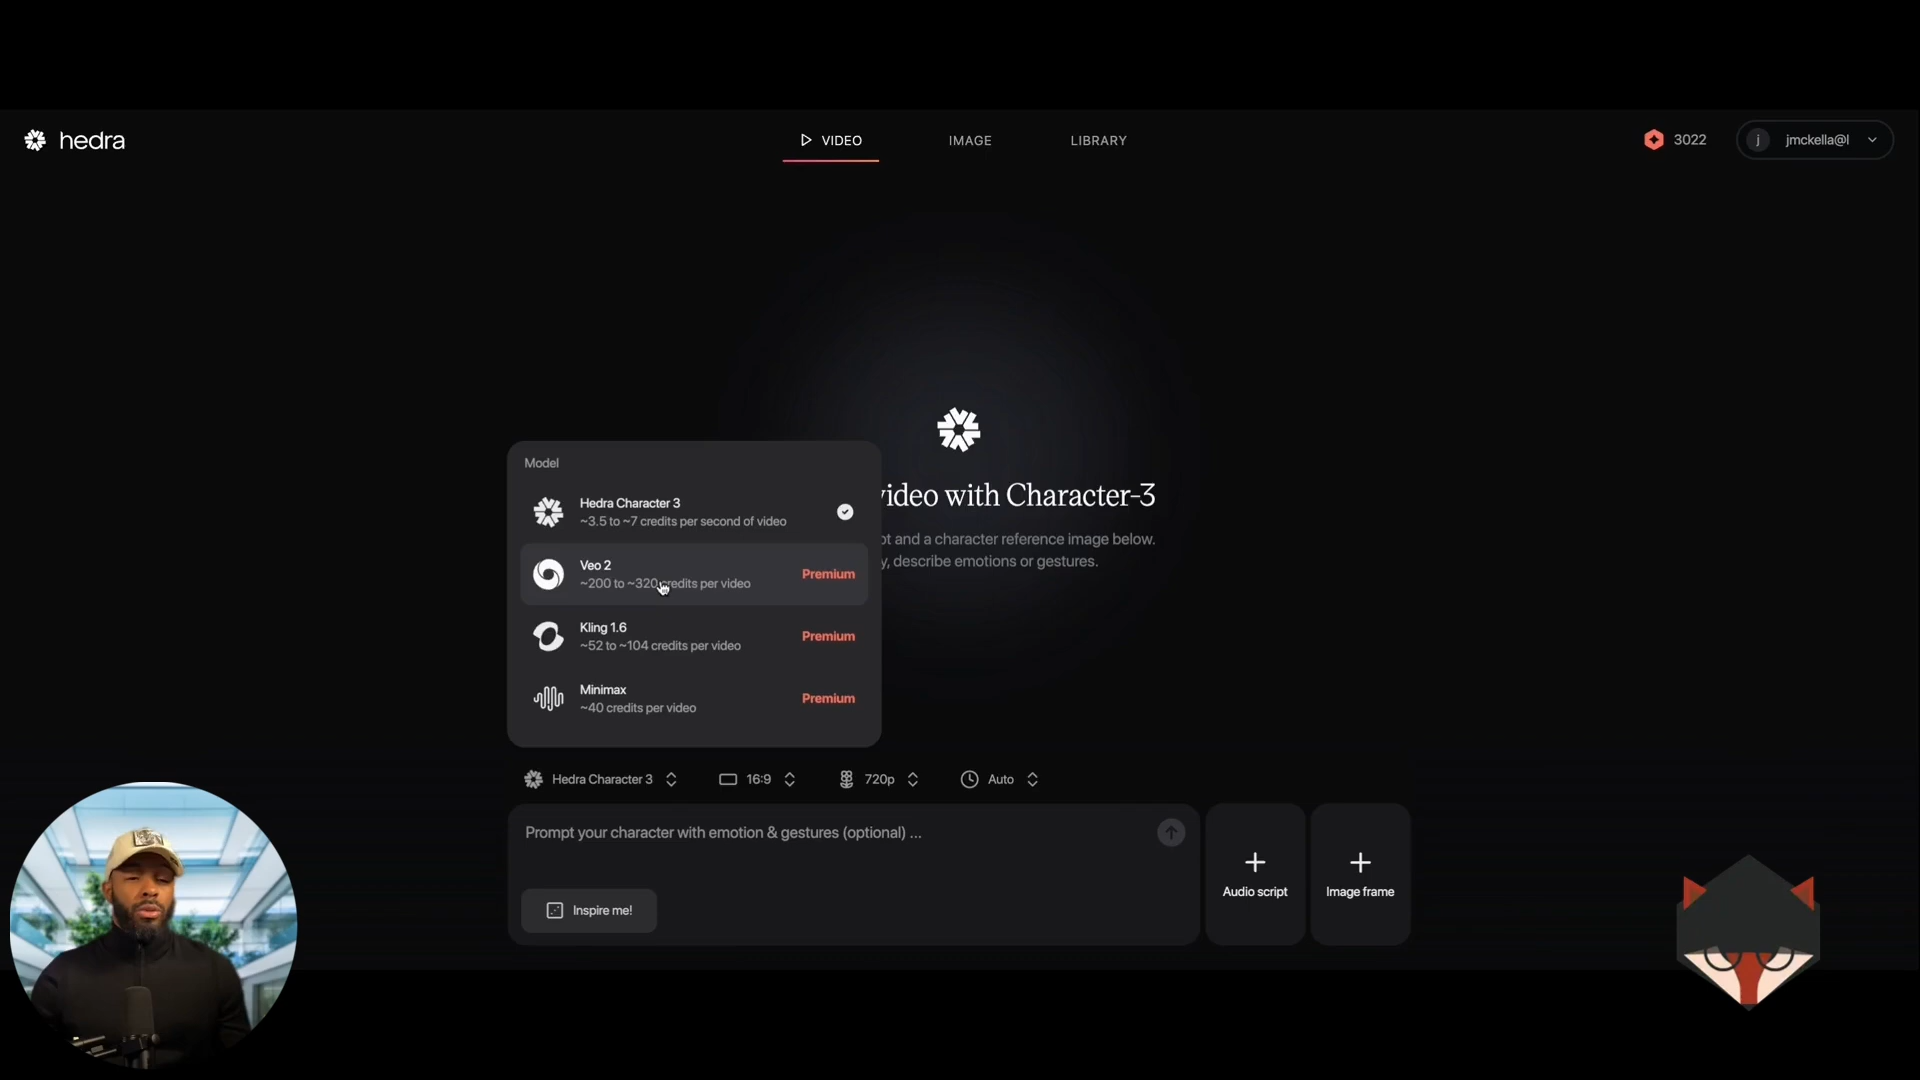 hedra
VIDEO
IMAGE
LIBRARY
3022
j
jmckella@l
Model
Hedra Character 3
~3.5 to ~7 credits per second of video
Veo 2
~200 to ~320 credits per video
Premium
Kling 1.6
~52 to ~104 credits per video
Premium
Minimax
~40 credits per video
Premium
video with Character-3
and a character reference image below.
describe emotions or gestures.
Hedra Character 3
16:9
720p
Auto
Prompt your character with emotion & gestures (optional) ...
Inspire me!
Audio script
Image frame